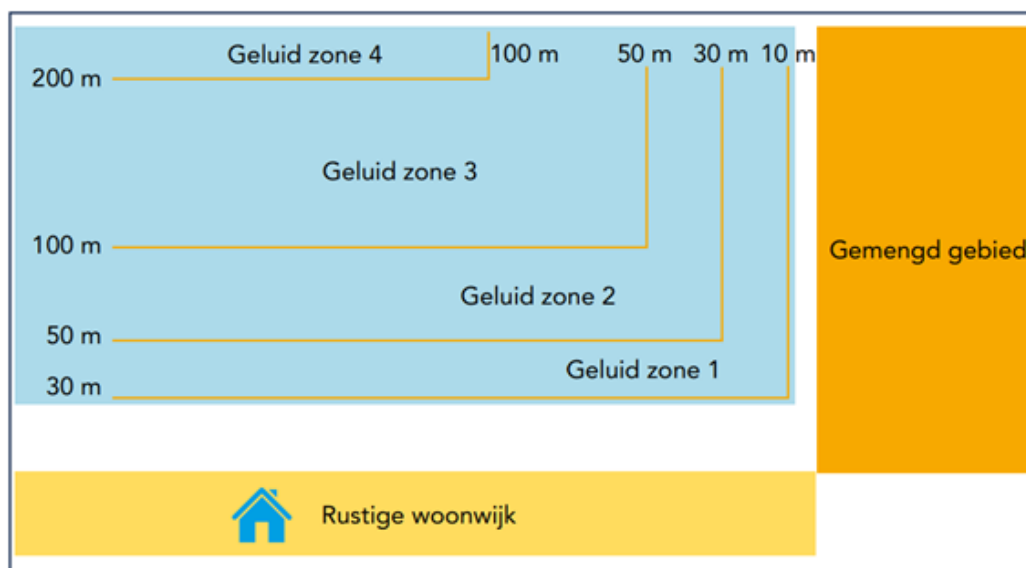 Geluid zone 4
100 m
50 m
30 m
10 m
200 m
Geluid zone 3
100 m
Gemengd gebied
Geluid zone 2
50 m
Geluid zone 1
30 m
Rustige woonwijk